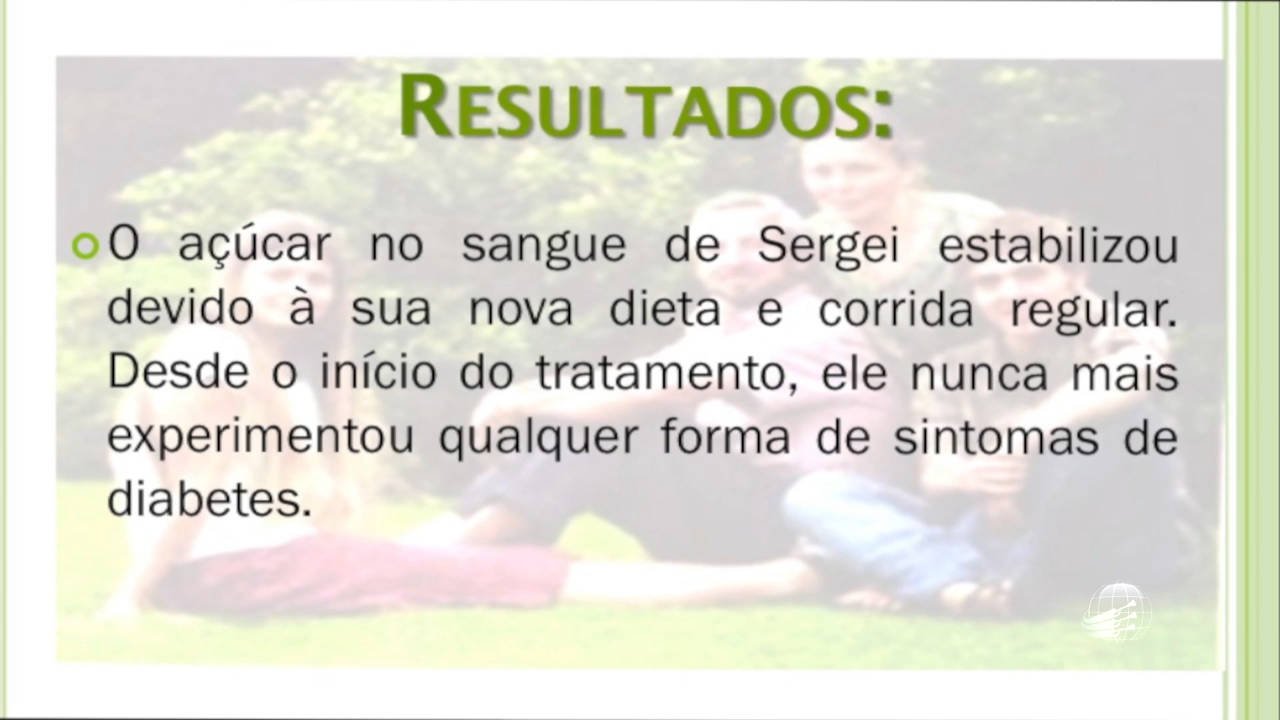 RESULTADOS:
O açúcar no sangue de Sergei estabilizou
devido à sua nova dieta e corrida regular.
Desde o início do tratamento, ele nunca mais
experimentou qualquer forma de sintomas de
diabetes.